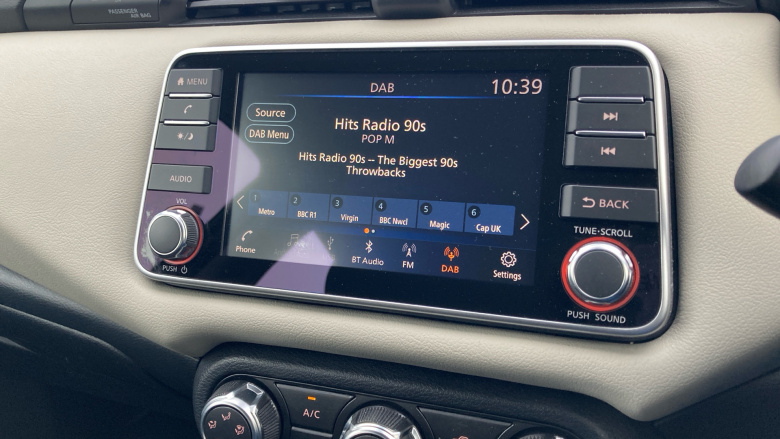 PASSENGER
AIR BAG
MENU
AUDIO
VOL
PUSH
DAB
10:39
Source
DAB Menu
Hits Radio 90s
POP M
Hits Radio 90s -- The Biggest 90s
Throwbacks
1 Metro
2 BBC R1
3 Virgin
4 BBC Nwcl
5 Magic
6 Cap UK
Phone
BT Audio
FM
DAB
Settings
BACK
TUNE-SCROLL
PUSH SOUND
A/C